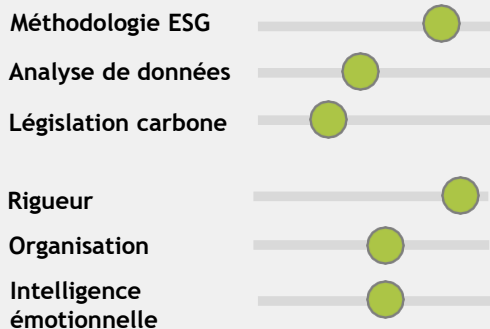 Méthodologie ESG
Analyse de données
Législation carbone
Rigueur
Organisation
Intelligence
émotionnelle